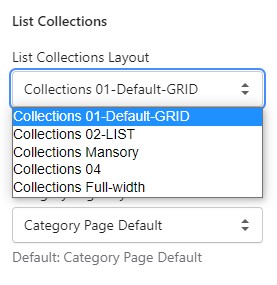 List Collections
List Collections Layout
Collections 01-Default-GRID
Collections 01-Default-GRID
Collections 02-LIST
Collections Mansory
Collections 04
Collections Full-width
Category Page Default
Default: Category Page Default